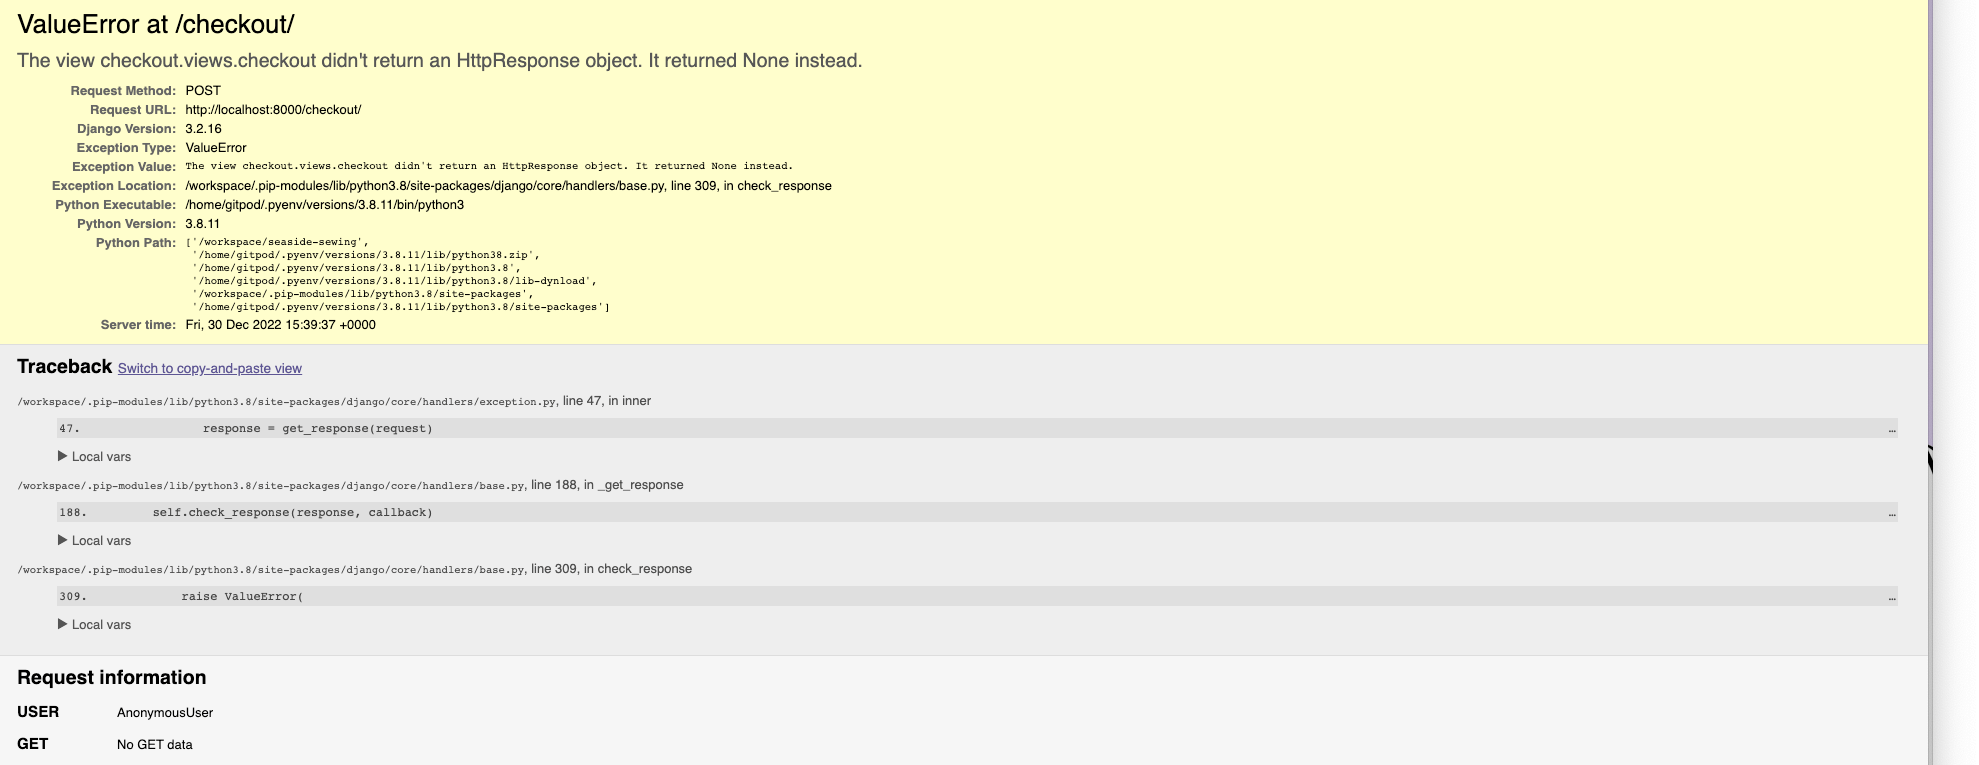 ValueError at /checkout/
The view checkout.views.checkout didn't return an HttpResponse object. It returned None instead.
Request Method: POST
Request URL: http://localhost:8000/checkout/
Django Version: 3.2.16
Exception Type: ValueError
Exception Value: The view checkout.views.checkout didn't return an HttpResponse object. It returned None instead.
Exception Location: /workspace/.pip-modules/lib/python3.8/site-packages/django/core/handlers/base.py, line 309, in check_response
Python Executable: /home/gitpod/.pyenv/versions/3.8.11/bin/python3
Python Version: 3.8.11
Python Path: ['/workspace/seaside-sewing',
'/home/gitpod/.pyenv/versions/3.8.11/lib/python38.zip',
'/home/gitpod/.pyenv/versions/3.8.11/lib/python3.8',
'/home/gitpod/.pyenv/versions/3.8.11/lib/python3.8/lib-dynload',
'/workspace/.pip-modules/lib/python3.8/site-packages',
'/home/gitpod/.pyenv/versions/3.8.11/lib/python3.8/site-packages']
Server time: Fri, 30 Dec 2022 15:39:37 +0000
Traceback Switch to copy-and-paste view
/workspace/.pip-modules/lib/python3.8/site-packages/django/core/handlers/exception.py, line 47, in inner
47. response = get_response(request) …
▶ Local vars
/workspace/.pip-modules/lib/python3.8/site-packages/django/core/handlers/base.py, line 188, in _get_response
188. self.check_response(response, callback) …
▶ Local vars
/workspace/.pip-modules/lib/python3.8/site-packages/django/core/handlers/base.py, line 309, in check_response
309. raise ValueError( …
▶ Local vars
Request information
USER AnonymousUser
GET No GET data